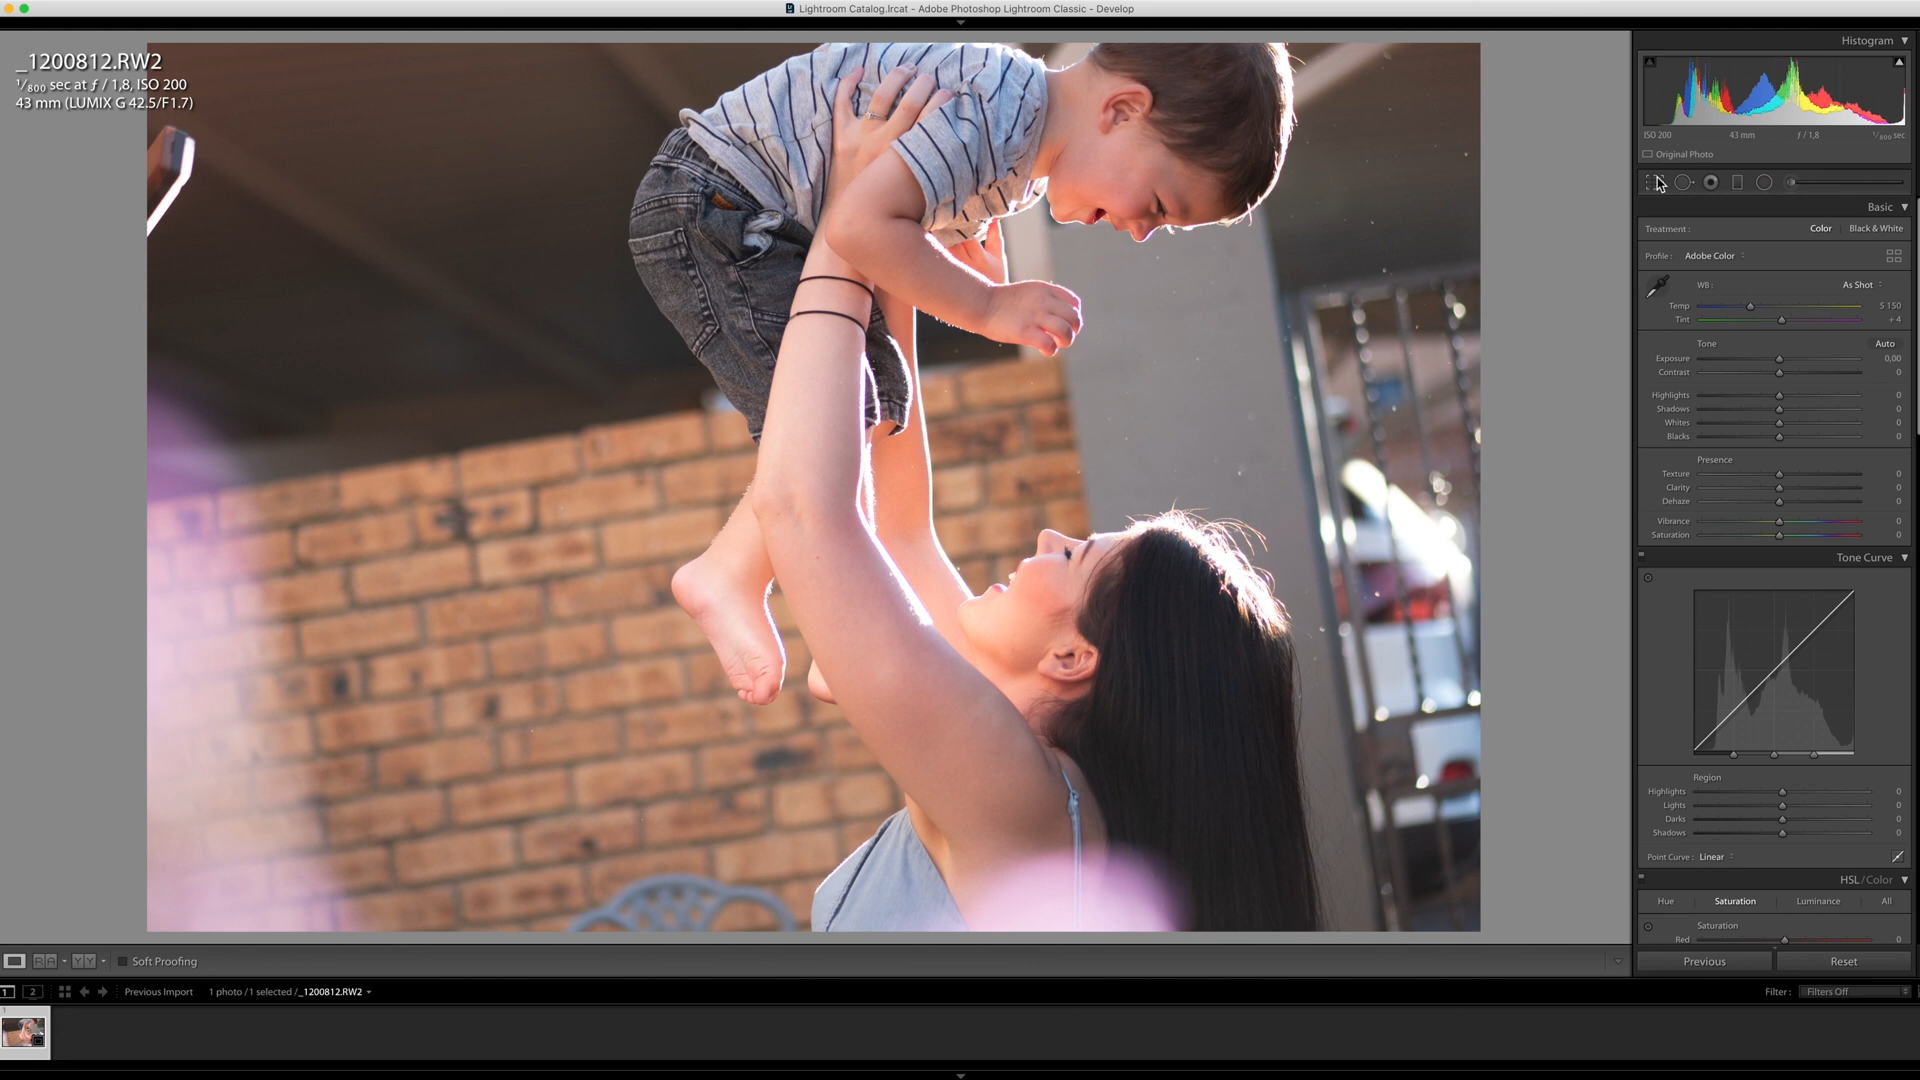 Lightroom Catalog.lrcat - Adobe Photoshop Lightroom Classic - Develop
_1200812.RW2
1/800 sec at ƒ / 1,8, ISO 200
43 mm (LUMIX G 42.5/F1.7)
Histogram
ISO 200 43 mm ƒ / 1,8 1/800 sec
Original Photo
Basic
Treatment : Color Black & White
Profile : Adobe Color
WB : As Shot
Temp 5 150
Tint + 4
Tone Auto
Exposure 0,00
Contrast 0
Highlights 0
Shadows 0
Whites 0
Blacks 0
Presence
Texture 0
Clarity 0
Dehaze 0
Vibrance 0
Saturation 0
Tone Curve
Region
Highlights 0
Lights 0
Darks 0
Shadows 0
Point Curve : Linear
HSL / Color
Hue Saturation Luminance All
Saturation
Red 0
Previous Reset
RA YY Soft Proofing
1 2 Previous Import 1 photo / 1 selected / _1200812.RW2 Filter : Filters Off
1